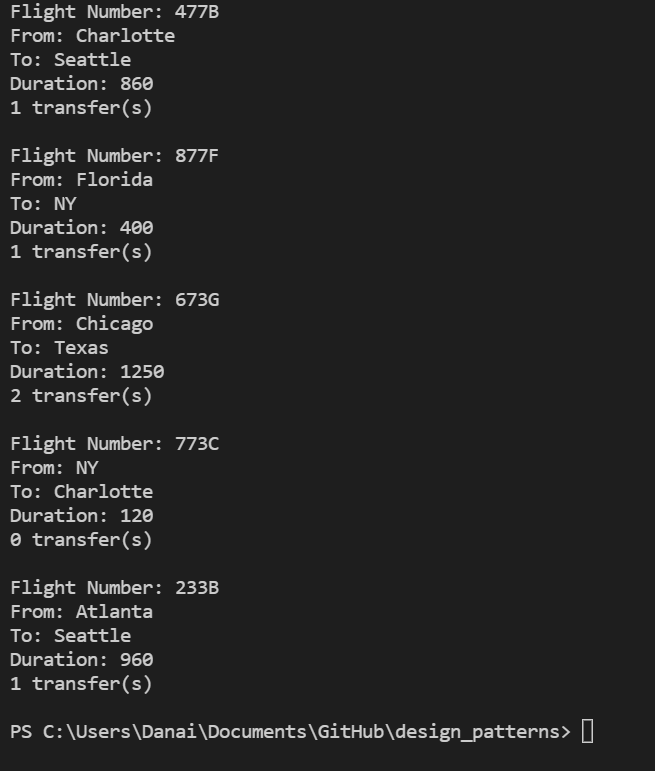 Flight Number: 477B
From: Charlotte
To: Seattle
Duration: 860
1 transfer(s)
Flight Number: 877F
From: Florida
To: NY
Duration: 400
1 transfer(s)
Flight Number: 673G
From: Chicago
To: Texas
Duration: 1250
2 transfer(s)
Flight Number: 773C
From: NY
To: Charlotte
Duration: 120
0 transfer(s)
Flight Number: 233B
From: Atlanta
To: Seattle
Duration: 960
1 transfer(s)
PS C:\Users\Danai\Documents\GitHub\design_patterns>